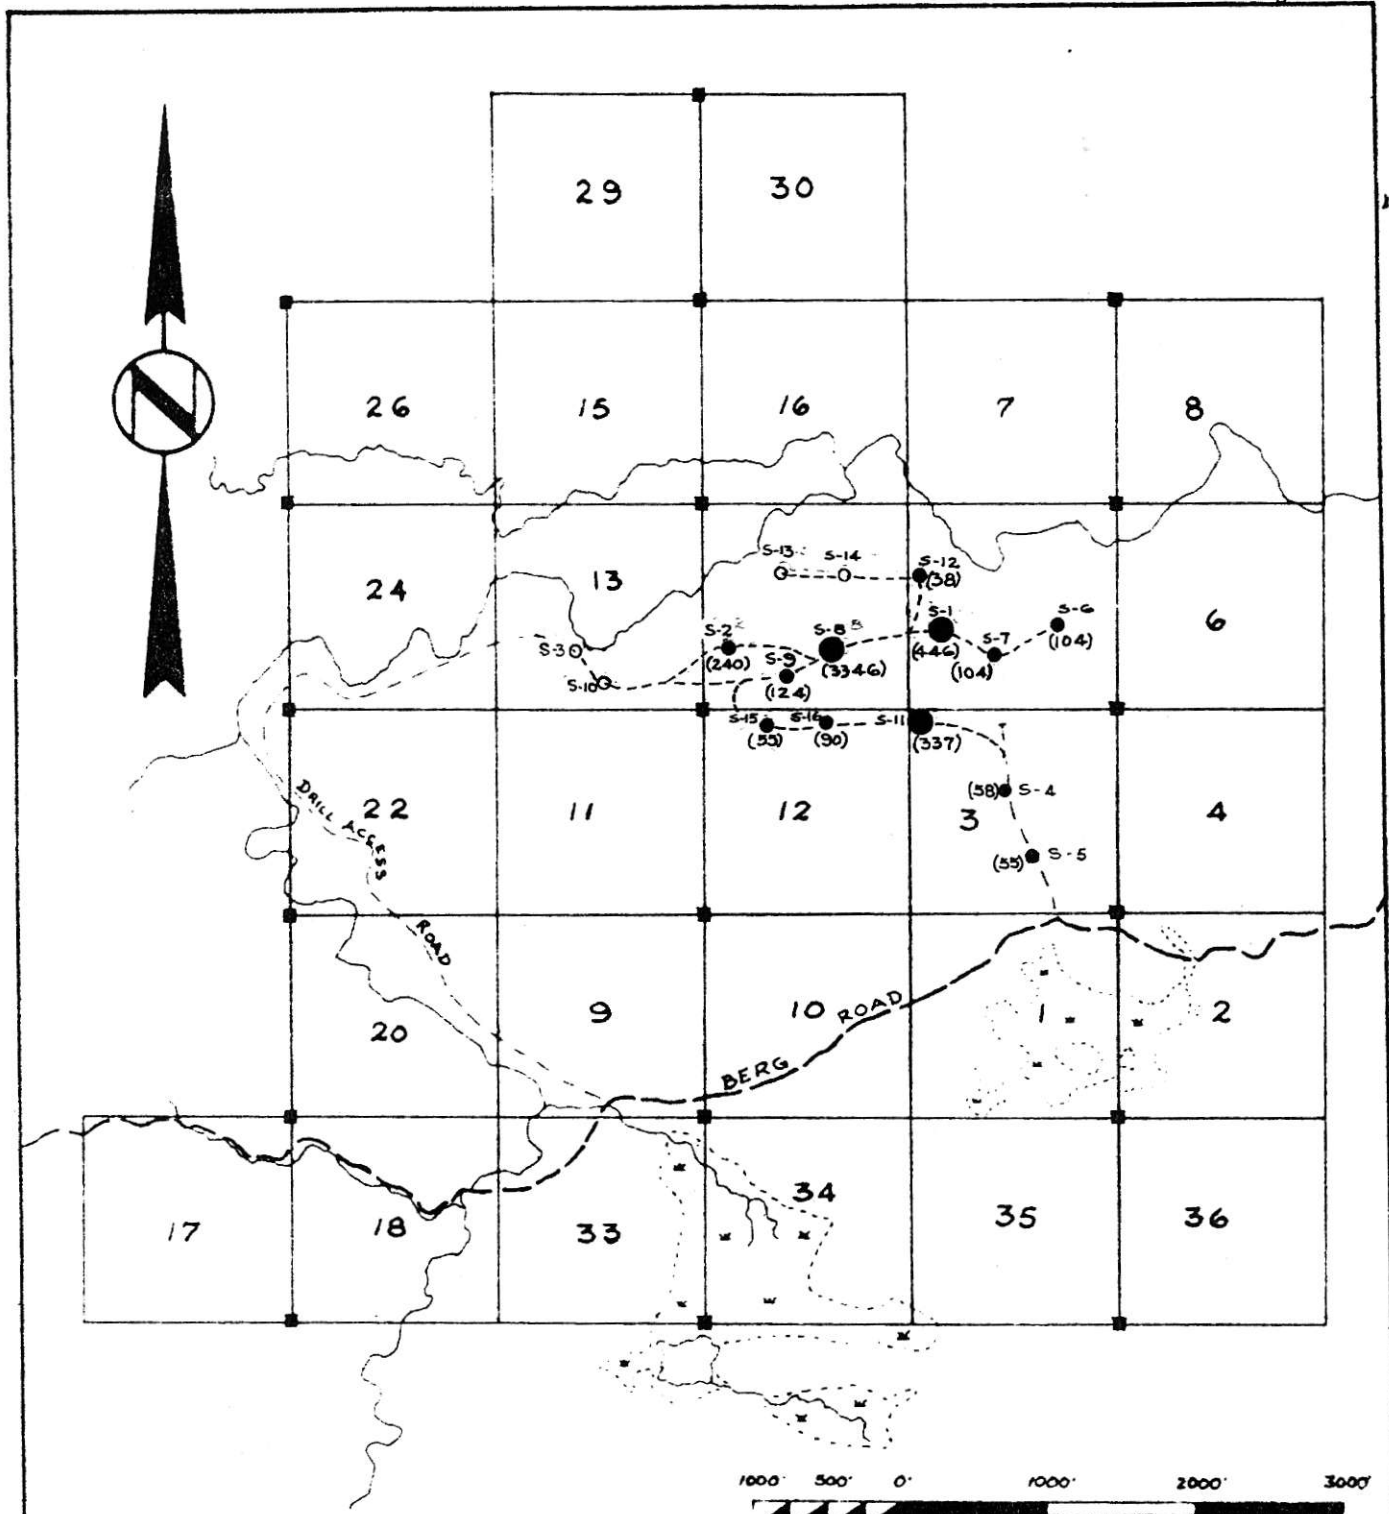 29 30
26 15 16 7 8
N
S-13 S-14 S-12
24 13 (38)
S-1 S-6
S-2 S-8 6
S-3 S-9 (446) S-7 (104)
(240) (3346) (104)
S-10 (124)
S-15 S-16 S-11
(55) (90) (337)
DRILL ACCESS ROAD
(58) S-4
22 11 12 3 4
(55) S-5
9 10 ROAD 1 2
20
BERG
34
17 18 33 35 36
1000' 500' 0' 1000' 2000' 3000'